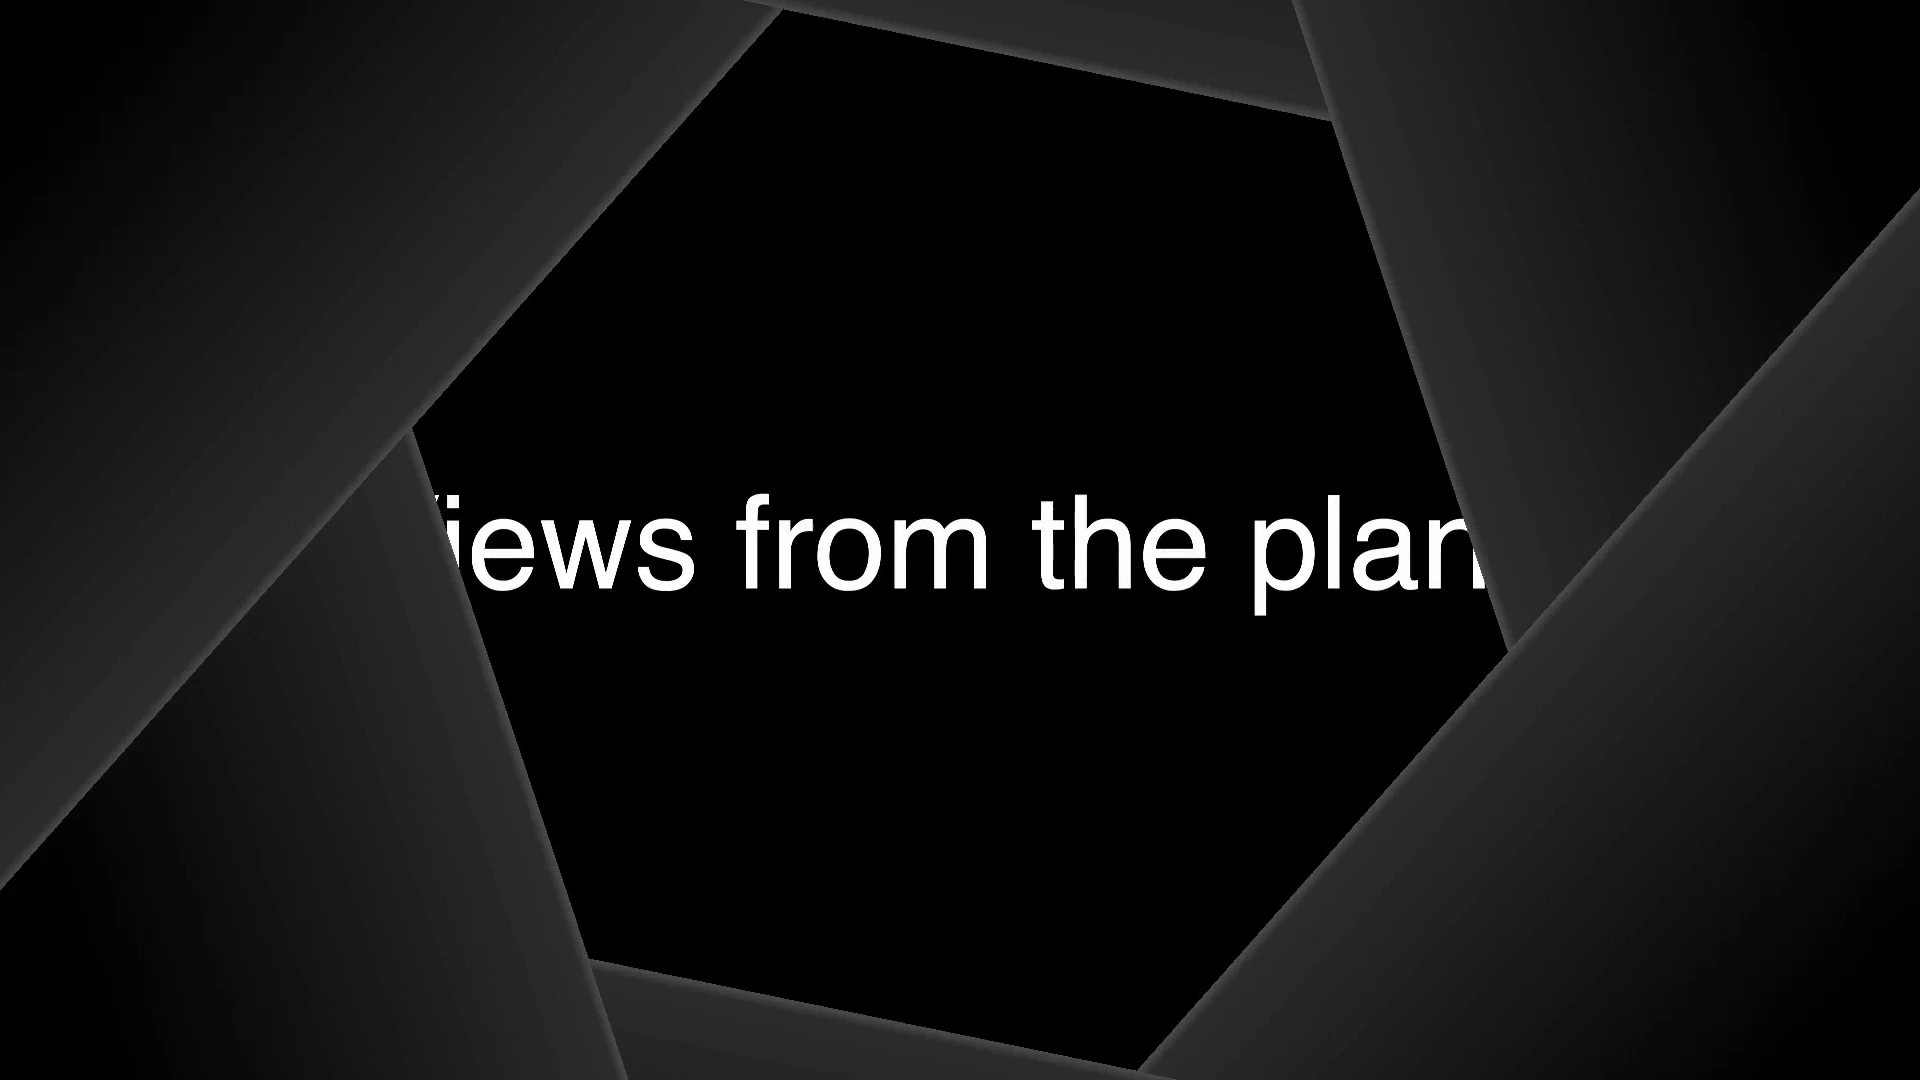 iews from the plan